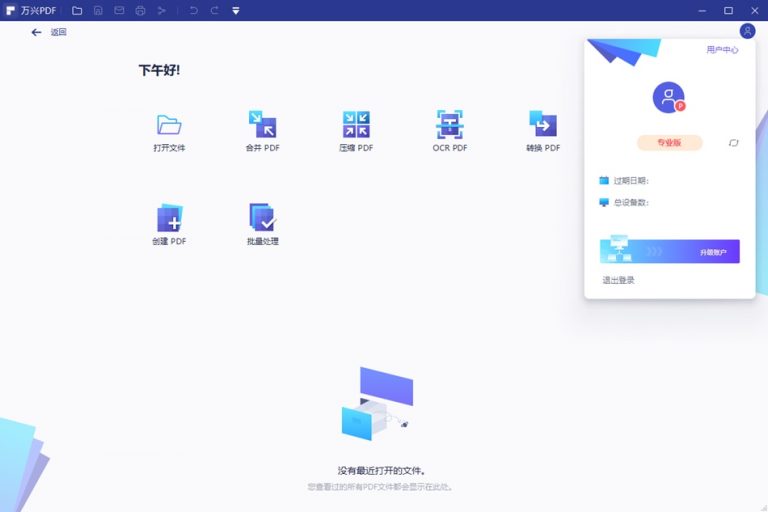 万兴PDF
返回
用户中心
下午好!
P
专业版
打开文件
合并 PDF
压缩 PDF
OCR PDF
转换 PDF
过期日期:
总设备数:
创建 PDF
批量处理
升级账户
退出登录
没有最近打开的文件。
您查看过的所有PDF文件都会显示在此处。